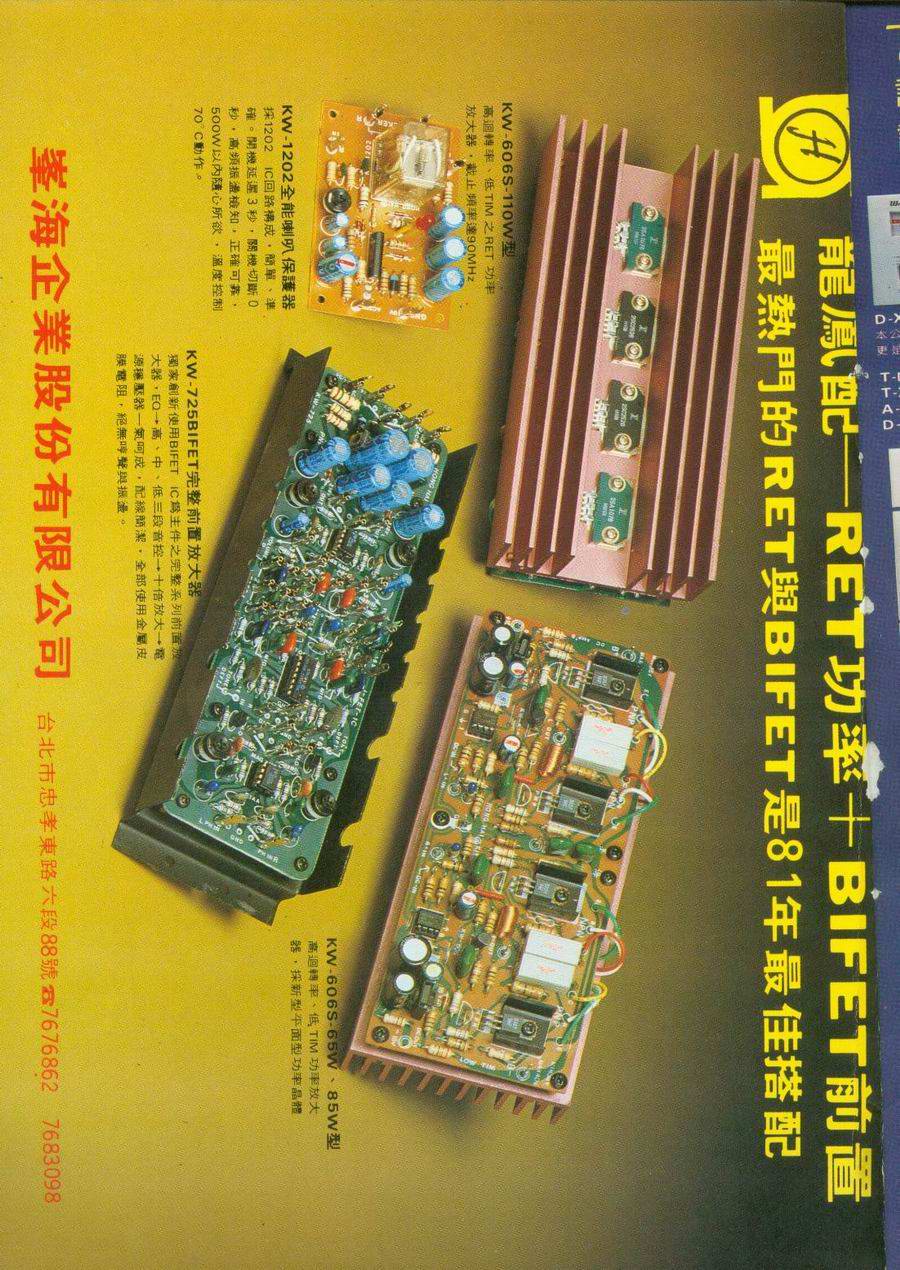 龍鳳配——RET功率＋BIFET前置
最熱門的RET與BIFET是81年最佳搭配
KW-606S-110W型
高迴轉率、低TIM之RET功率
放大器，截止頻率達90MHz
KW-1202全能喇叭保護器
採1202 IC回路構成，簡單、準
確。開機延遲3秒，關機切斷0
秒，高頻振盪檢知，正確可靠，
500W以內隨心所欲，溫度控制
70°C動作。
KW-725BIFET完整前置放大器
獨家創新使用BIFET IC為主件之完整系列前置放
大器，EQ→高、中、低三段音控→十倍放大→電
源穩壓器一氣呵成，配線簡潔，全部使用金屬皮
膜電阻，絕無哼聲與振盪。
KW-606S-65W、85W型
高迴轉率、低TIM功率放大
器，採新型平面型功率晶體
峯海企業股份有限公司
台北市忠孝東路六段88號☎7676862 7683098